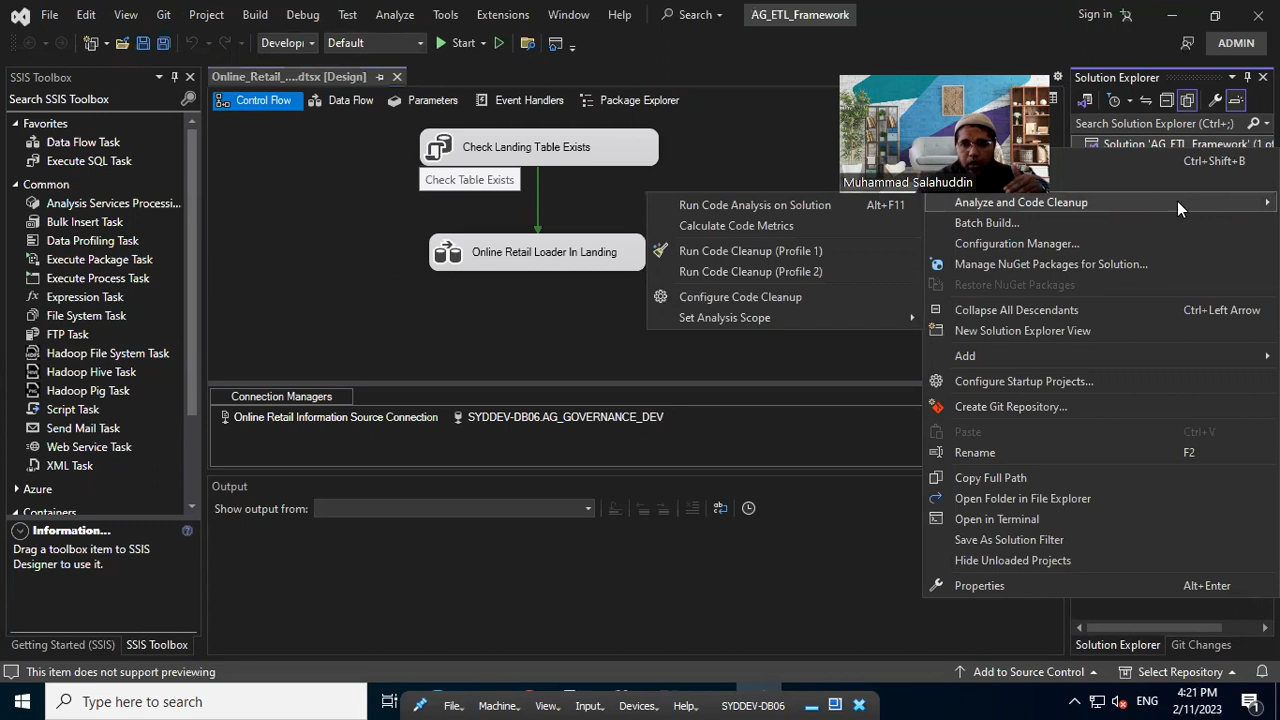 File Edit View Git Project Build Debug Test Analyze Tools Extensions Window Help Search AG_ETL_Framework Sign in
Developi Default Start ADMIN
SSIS Toolbox
Search SSIS Toolbox
Favorites
Data Flow Task
Execute SQL Task
Common
Analysis Services Processi...
Bulk Insert Task
Data Profiling Task
Execute Package Task
Execute Process Task
Expression Task
File System Task
FTP Task
Hadoop File System Task
Hadoop Hive Task
Hadoop Pig Task
Script Task
Send Mail Task
Web Service Task
XML Task
Azure
Containers
Information...
Drag a toolbox item to SSIS
Designer to use it.
Getting Started (SSIS) SSIS Toolbox
Online_Retail_....dtsx [Design]
Control Flow Data Flow Parameters Event Handlers Package Explorer
Check Landing Table Exists
Check Table Exists
Online Retail Loader In Landing
Connection Managers
Online Retail Information Source Connection SYDDEV-DB06.AG_GOVERNANCE_DEV
Output
Show output from:
Muhammad Salahuddin
Run Code Analysis on Solution Alt+F11
Calculate Code Metrics
Run Code Cleanup (Profile 1)
Run Code Cleanup (Profile 2)
Configure Code Cleanup
Set Analysis Scope
Solution Explorer
Search Solution Explorer (Ctrl+;)
Solution 'AG_ETL_Framework' (1 of
Ctrl+Shift+B
Analyze and Code Cleanup
Batch Build...
Configuration Manager...
Manage NuGet Packages for Solution...
Restore NuGet Packages
Collapse All Descendants Ctrl+Left Arrow
New Solution Explorer View
Add
Configure Startup Projects...
Create Git Repository...
Paste Ctrl+V
Rename F2
Copy Full Path
Open Folder in File Explorer
Open in Terminal
Save As Solution Filter
Hide Unloaded Projects
Properties Alt+Enter
Solution Explorer Git Changes
This item does not support previewing Add to Source Control Select Repository
Type here to search
File.. Machine.. View.. Input.. Devices.. Help.. SYDDEV-DB06
ENG
4:21 PM
2/11/2023